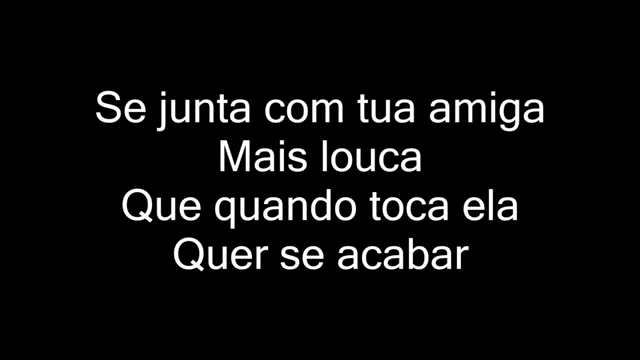 Se junta com tua amiga
Mais louca
Que quando toca ela
Quer se acabar